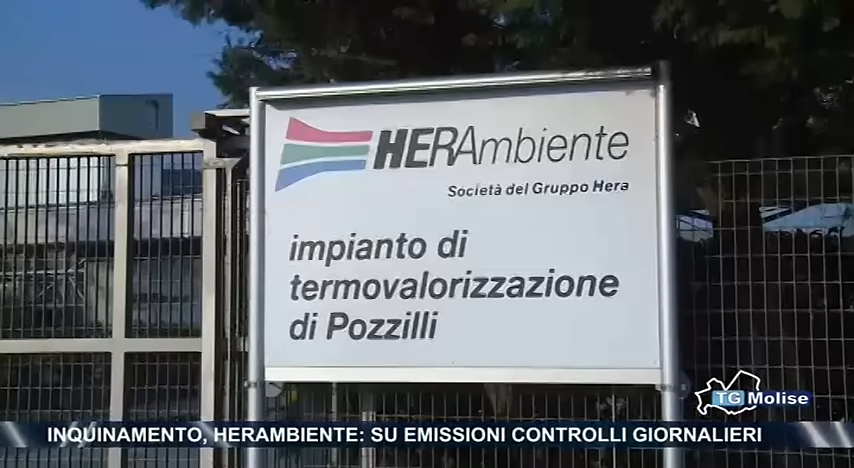 HERAMBIENTE
Società del Gruppo Hera
impianto di
termovalorizzazione
di Pozzilli
TG Molise
INQUINAMENTO, HERAMBIENTE: SU EMISSIONI CONTROLLI GIORNALIERI